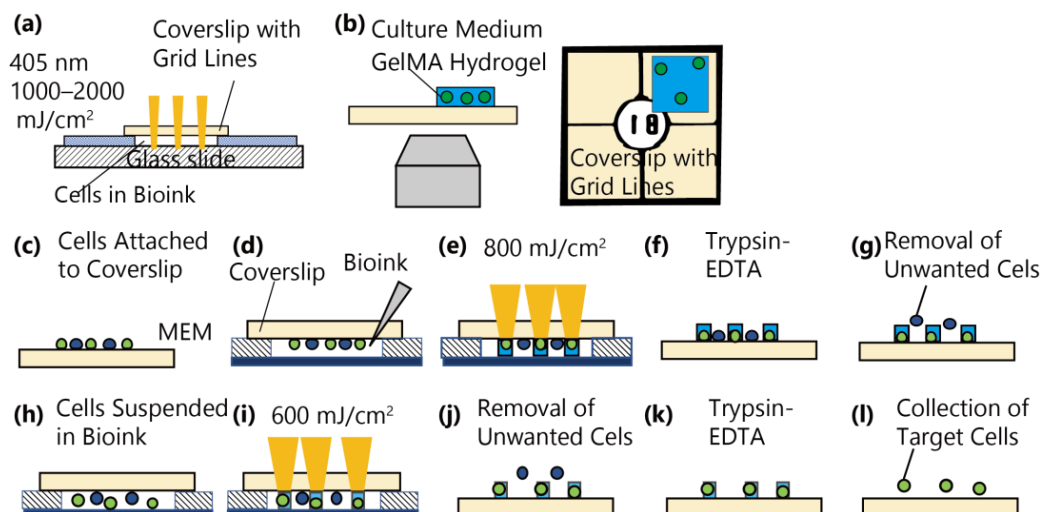 (a)
Coverslip with
Grid Lines
405 nm
1000–2000
mJ/cm²
Glass slide
Cells in Bioink
(b)
Culture Medium
GelMA Hydrogel
18
Coverslip with
Grid Lines
(c) Cells Attached
to Coverslip
MEM
(d)
Coverslip
Bioink
(e) 800 mJ/cm²
(f) Trypsin-
EDTA
(g) Removal of
Unwanted Cels
(h) Cells Suspended
in Bioink
(i) 600 mJ/cm²
(j) Removal of
Unwanted Cels
(k) Trypsin-
EDTA
(l) Collection of
Target Cells